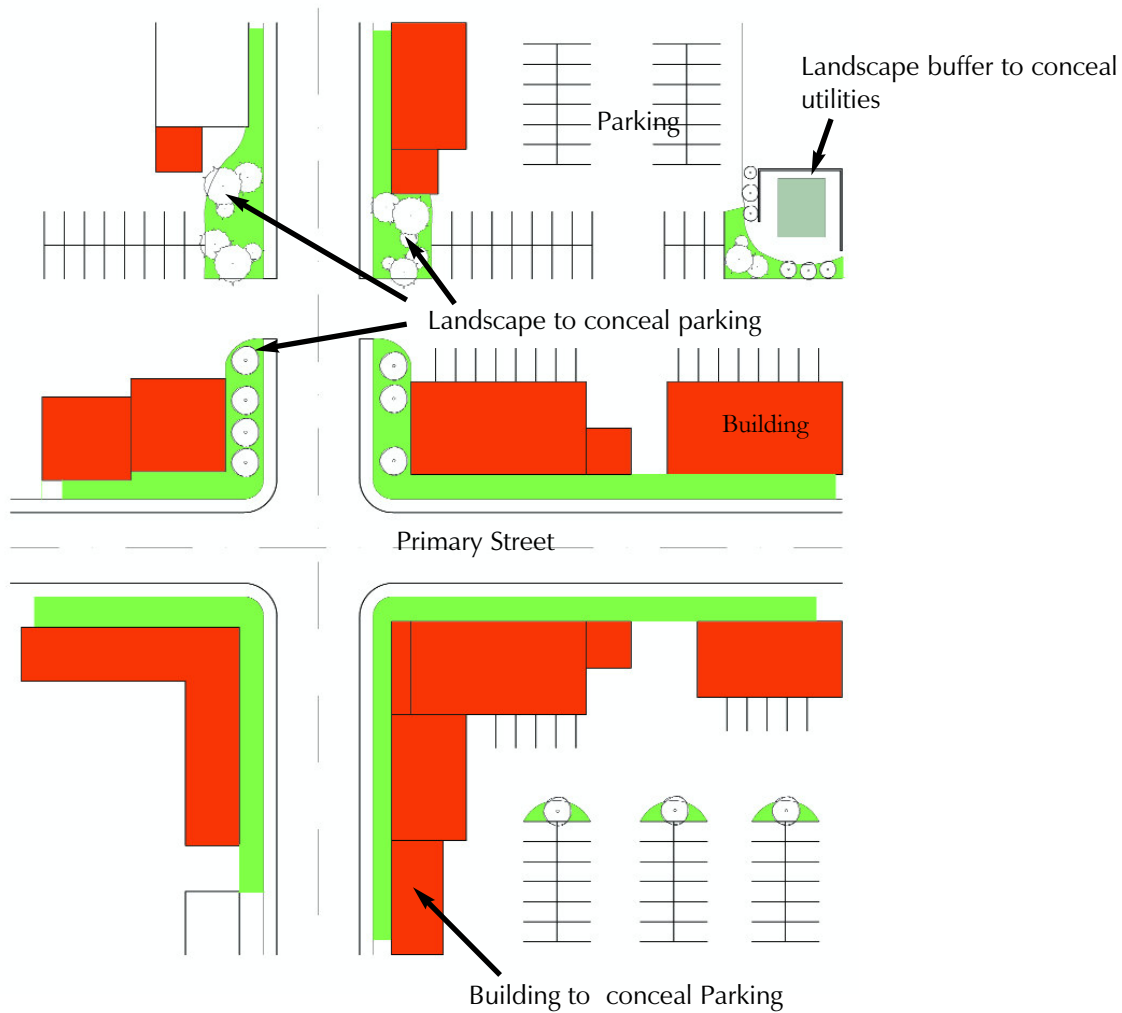 Landscape buffer to conceal
utilities
Parking
Landscape to conceal parking
Building
Primary Street
Building to conceal Parking